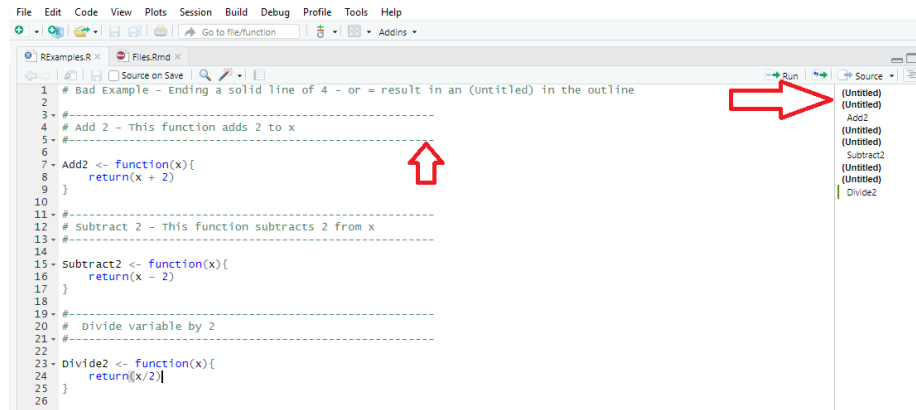 File Edit Code View Plots Session Build Debug Profile Tools Help
Go to file/function Addins
RExamples.R × Files.Rmd ×
Source on Save Run Source
1 # Bad Example - Ending a solid line of 4 - or = result in an (Untitled) in the outline
2
3 #----------------------------------------------------------
4 # Add 2 - This function adds 2 to x
5 #----------------------------------------------------------
6
7 Add2 <- function(x){
8     return(x + 2)
9 }
10
11 #----------------------------------------------------------
12 # Subtract 2 - This function subtracts 2 from x
13 #----------------------------------------------------------
14
15 Subtract2 <- function(x){
16     return(x - 2)
17 }
18
19 #----------------------------------------------------------
20 #  Divide variable by 2
21 #----------------------------------------------------------
22
23 Divide2 <- function(x){
24     return(x/2)
25 }
26
(Untitled)
(Untitled)
Add2
(Untitled)
(Untitled)
Subtract2
(Untitled)
(Untitled)
Divide2